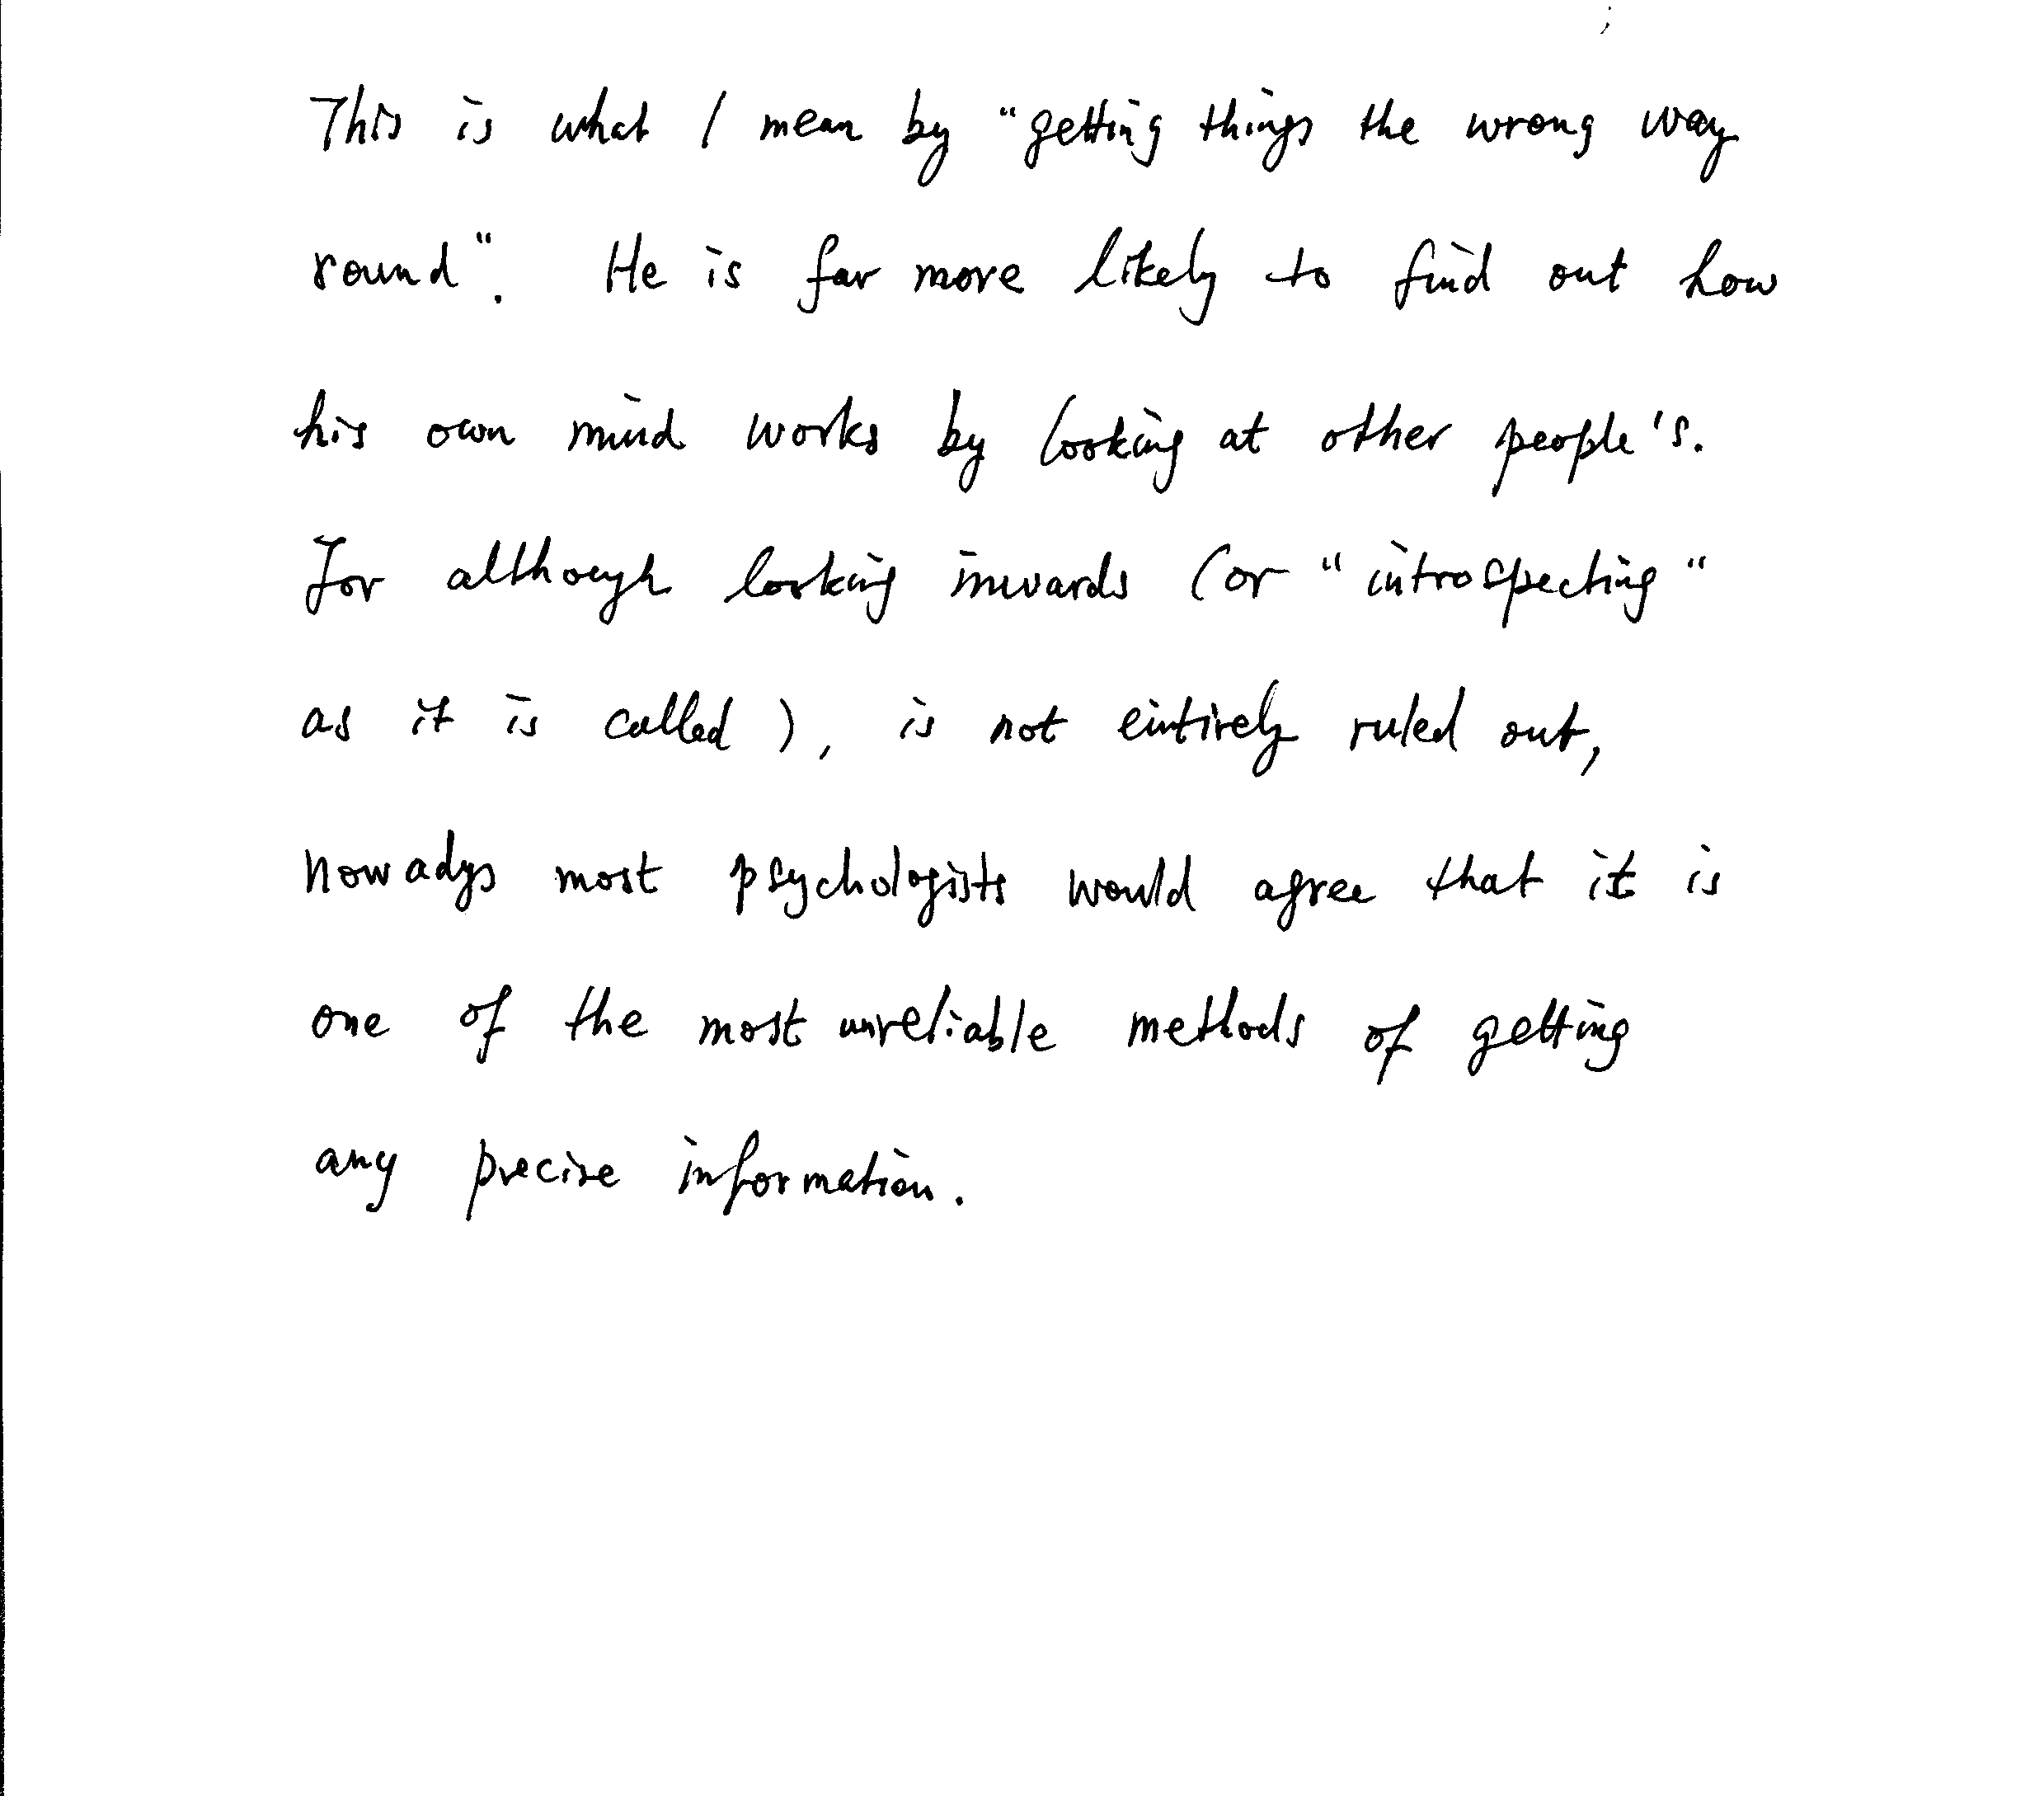 This is what I mean by "getting things the wrong way
round". He is far more likely to find out how
his own mind works by looking at other people's.
For although looking inwards (or "introspecting"
as it is called), is not entirely ruled out,
nowadys most psychologists would agree that it is
one of the most unreliable methods of getting
any precise information.